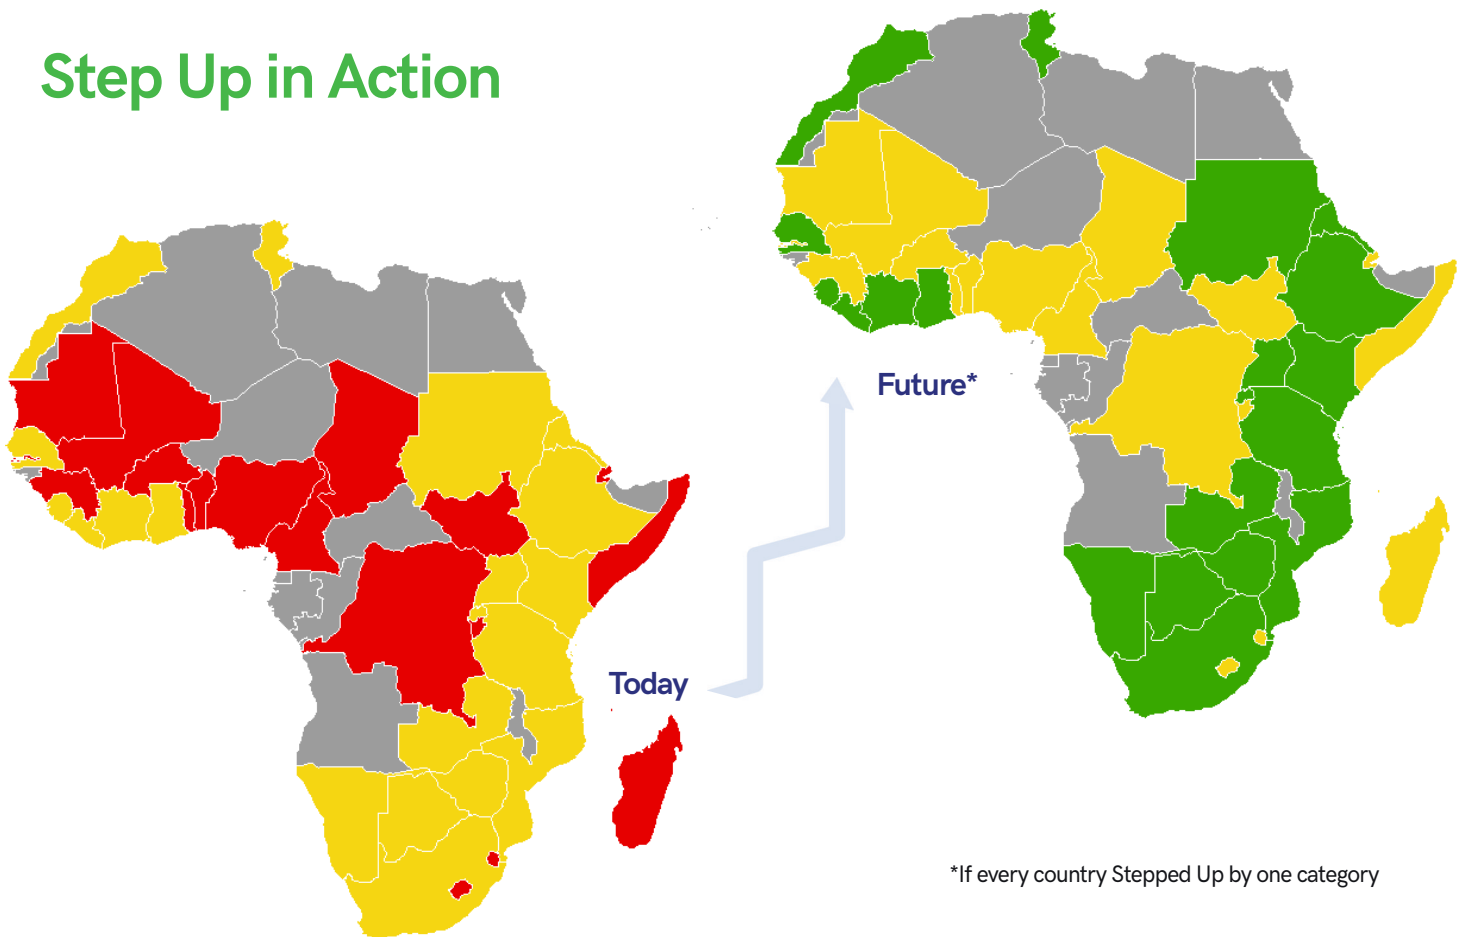 Step Up in Action
Future*
Today
*If every country Stepped Up by one category